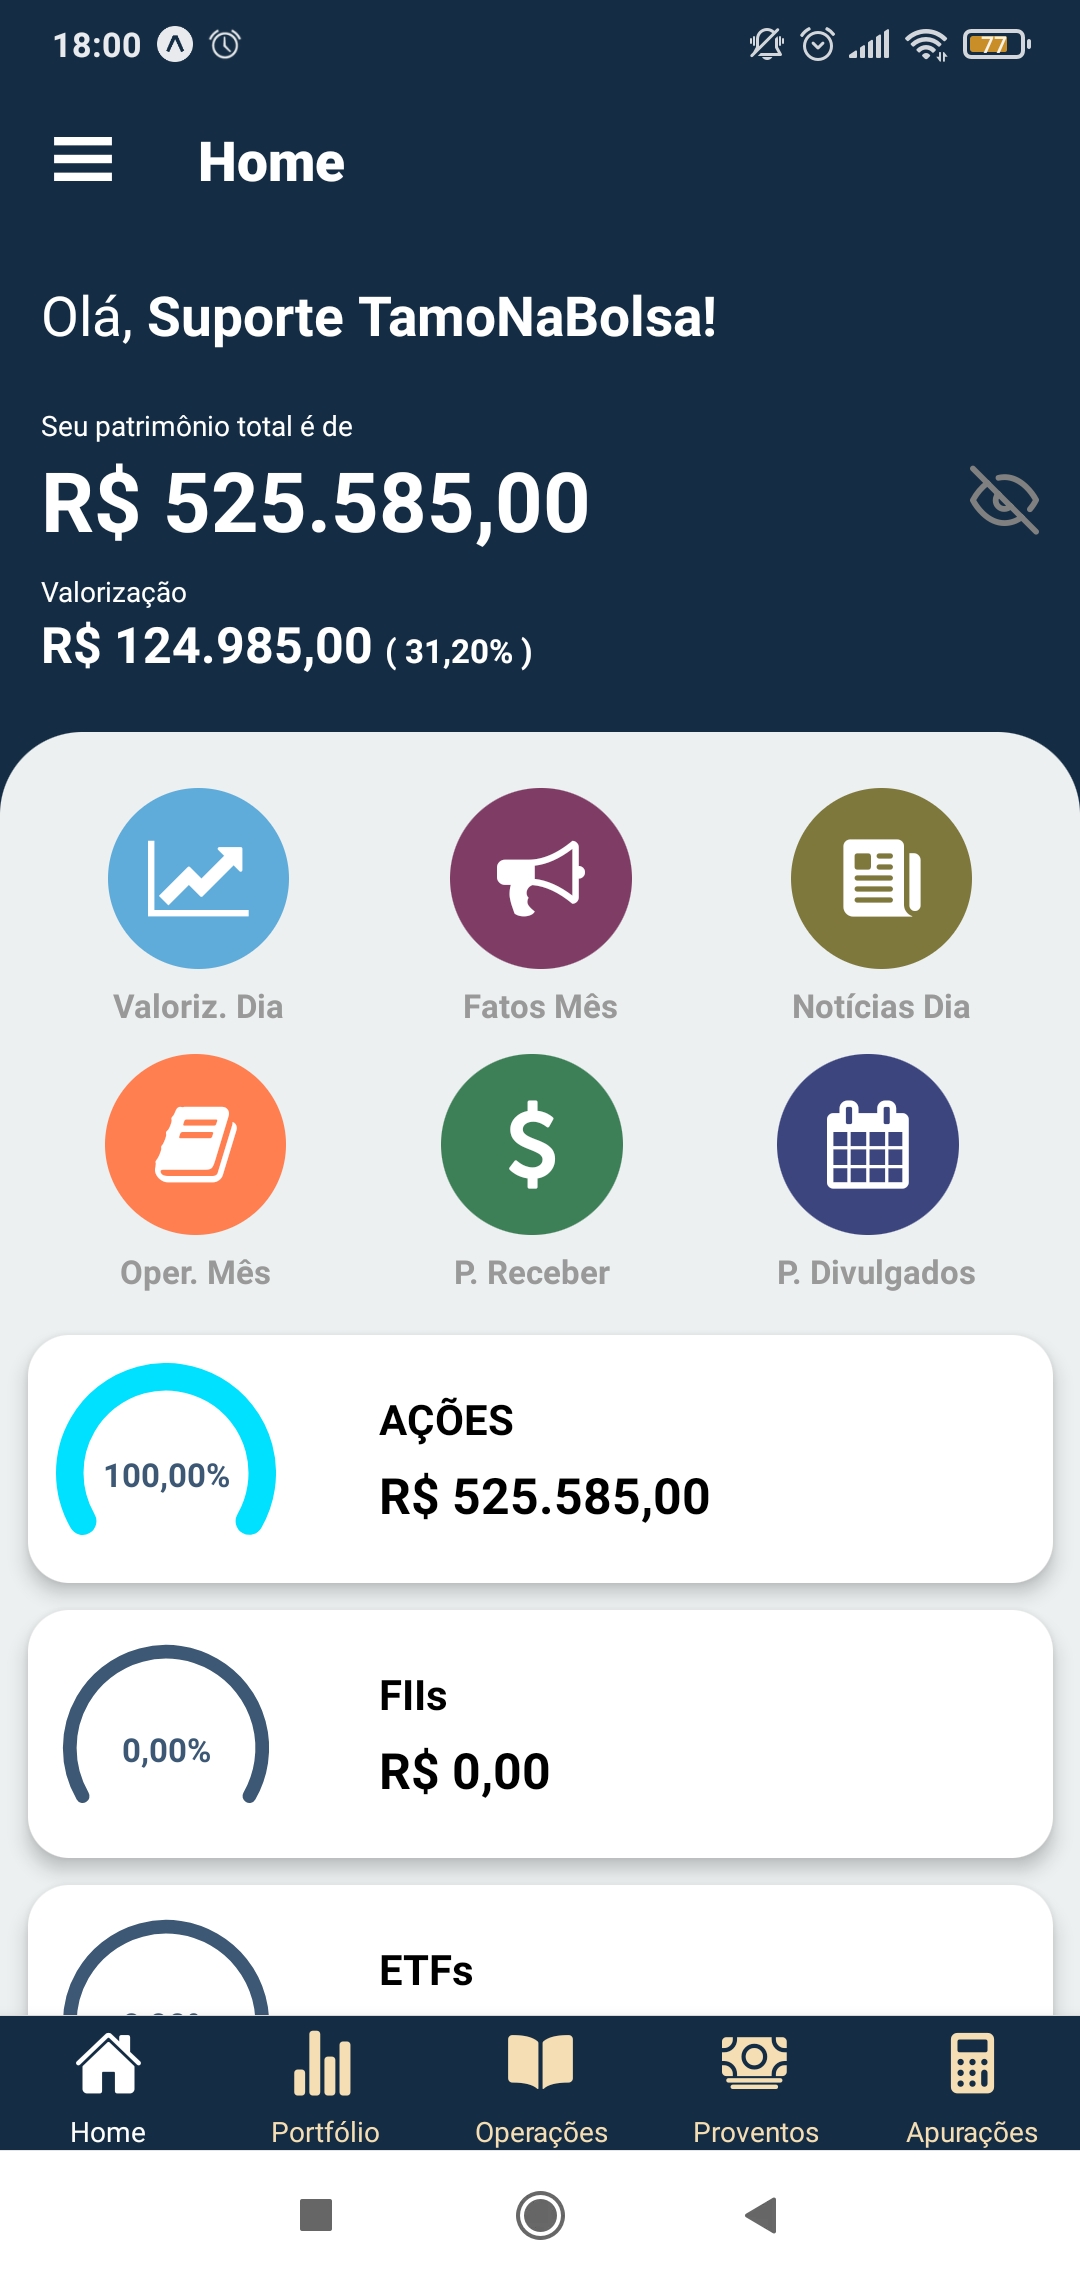 18:00
77
Home
Olá, Suporte TamoNaBolsa!
Seu patrimônio total é de
R$ 525.585,00
Valorização
R$ 124.985,00 ( 31,20% )
Valoriz. Dia
Fatos Mês
Notícias Dia
Oper. Mês
P. Receber
P. Divulgados
100,00%
AÇÕES
R$ 525.585,00
0,00%
FIIs
R$ 0,00
ETFs
Home
Portfólio
Operações
Proventos
Apurações